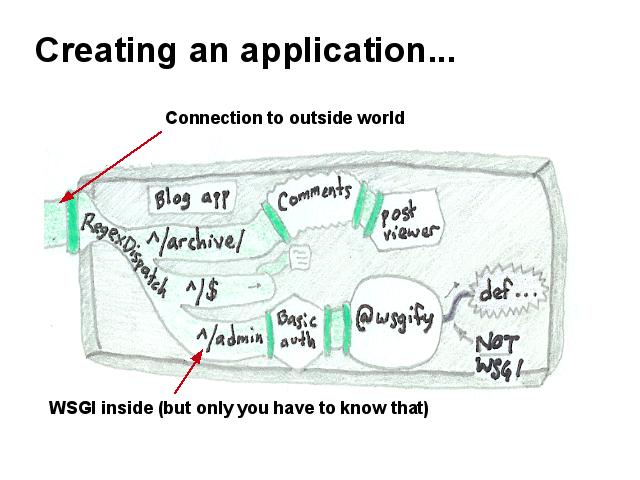 Creating an application...
Connection to outside world
Blog app
Comments
post
viewer
RegexDispatch
^/archive/
^/$
^/admin
Basic
auth
@wsgify
def...
NOT
WSGI
WSGI inside (but only you have to know that)